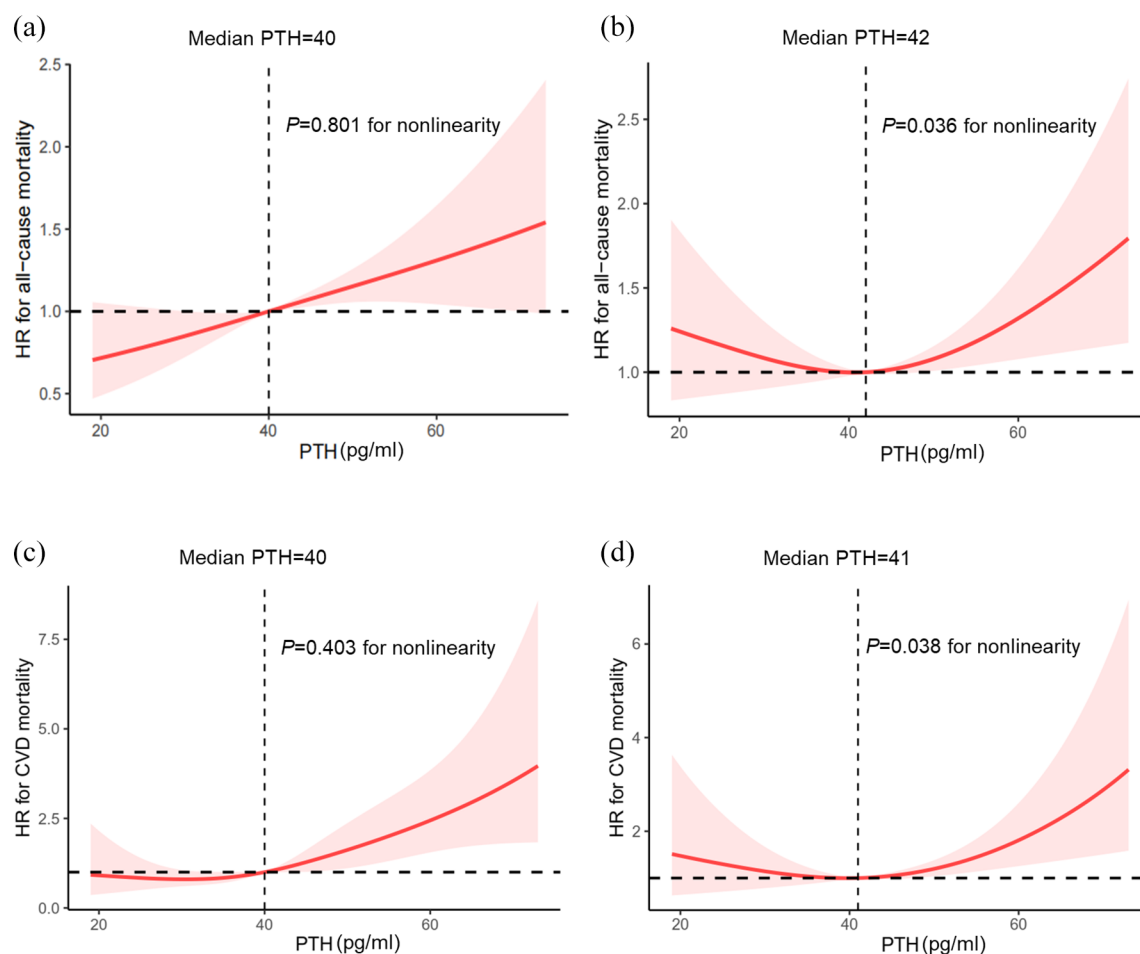 (a)
Median PTH=40
2.5
2.0
1.5
1.0
0.5
P=0.801 for nonlinearity
HR for all-cause mortality
20
40
60
PTH (pg/ml)
(b)
Median PTH=42
2.5
2.0
1.5
1.0
P=0.036 for nonlinearity
HR for all-cause mortality
20
40
60
PTH (pg/ml)
(c)
Median PTH=40
7.5
5.0
2.5
0.0
P=0.403 for nonlinearity
HR for CVD mortality
20
40
60
PTH (pg/ml)
(d)
Median PTH=41
6
4
2
P=0.038 for nonlinearity
HR for CVD mortality
20
40
60
PTH (pg/ml)